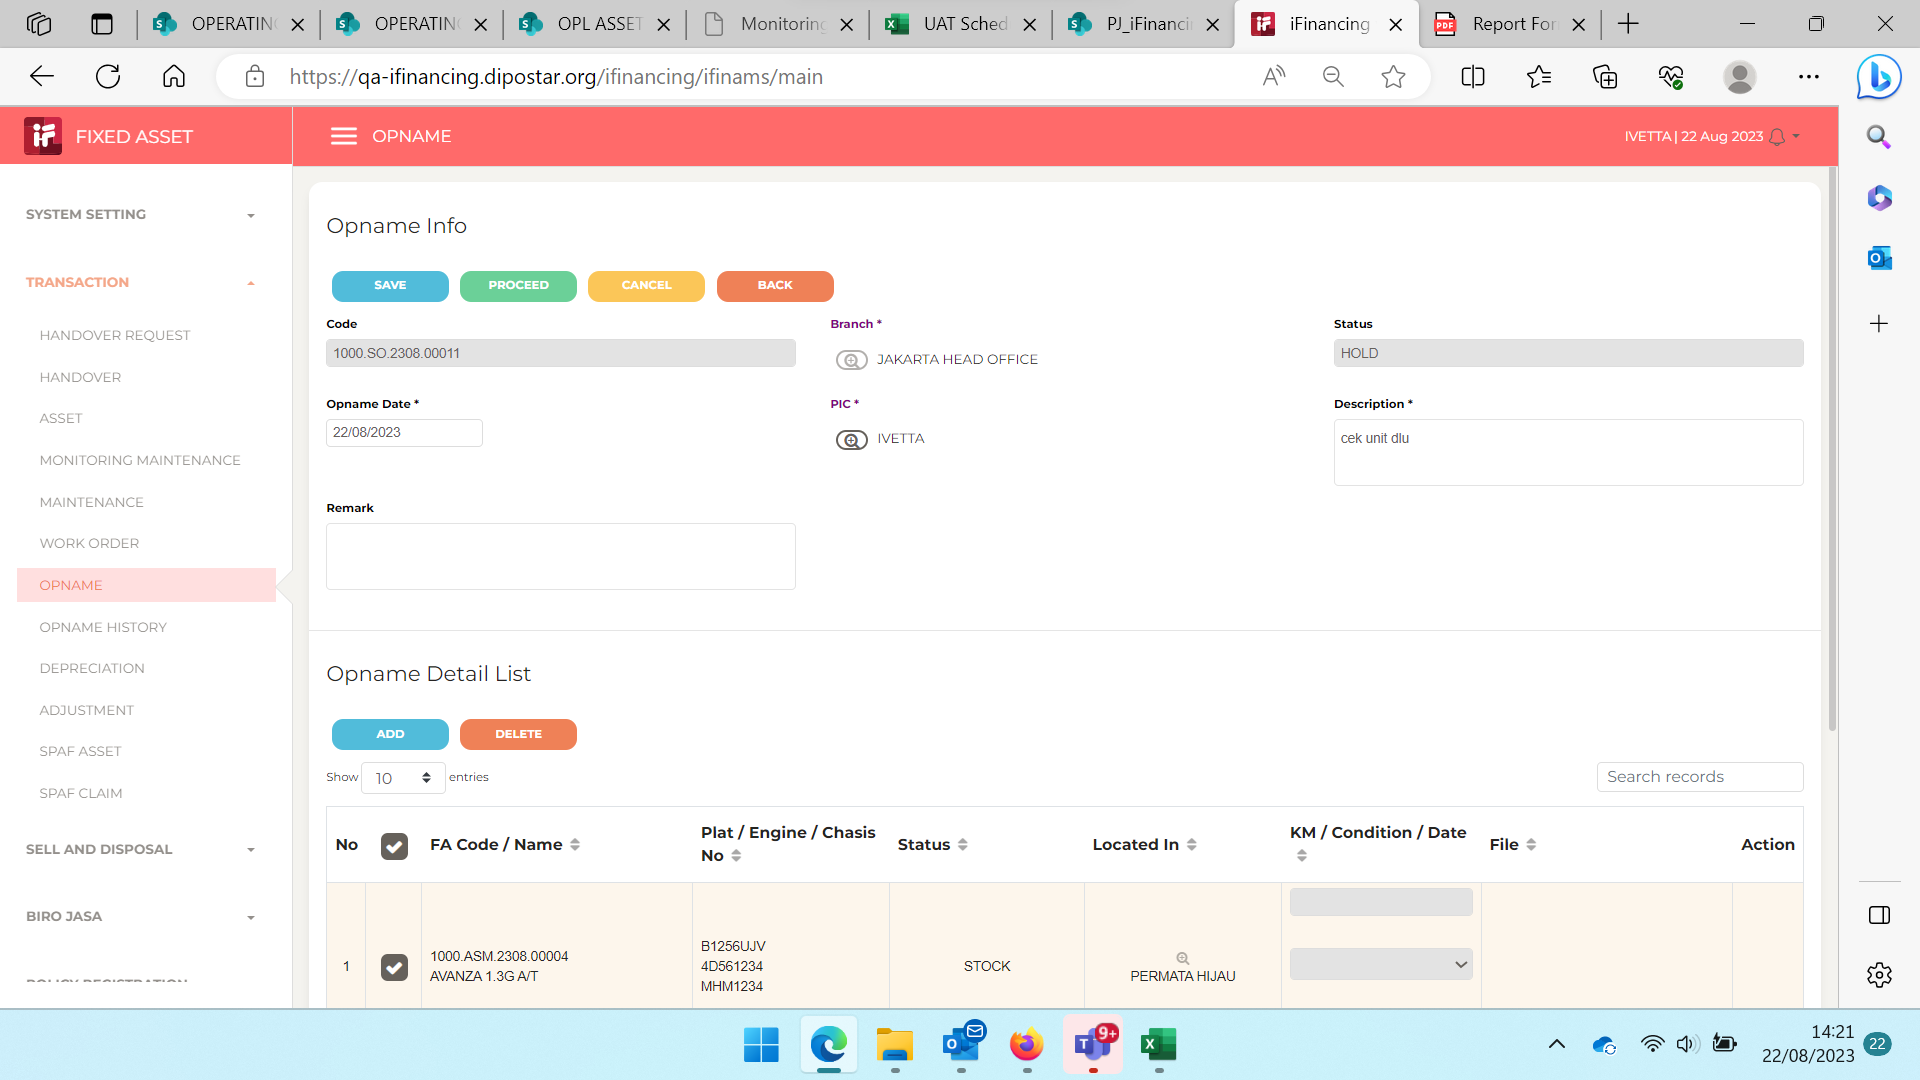 OPERATING
OPERATING
OPL ASSET
Monitoring
UAT Sched
PJ_iFinancin
iFinancing
Report For
https://qa-ifinancing.dipostar.org/ifinancing/ifinams/main
FIXED ASSET
OPNAME
IVETTA | 22 Aug 2023
SYSTEM SETTING
TRANSACTION
HANDOVER REQUEST
HANDOVER
ASSET
MONITORING MAINTENANCE
MAINTENANCE
WORK ORDER
OPNAME
OPNAME HISTORY
DEPRECIATION
ADJUSTMENT
SPAF ASSET
SPAF CLAIM
SELL AND DISPOSAL
BIRO JASA
POLICY REGISTRATION
Opname Info
SAVE PROCEED CANCEL BACK
Code Branch * Status
1000.SO.2308.00011 JAKARTA HEAD OFFICE HOLD
Opname Date * PIC * Description *
22/08/2023 IVETTA cek unit dlu
Remark
Opname Detail List
ADD DELETE
Show 10 entries Search records
No FA Code / Name Plat / Engine / Chasis No Status Located In KM / Condition / Date File Action
1 1000.ASM.2308.00004 AVANZA 1.3G A/T B1256UJV 4D561234 MHM1234 STOCK PERMATA HIJAU
9+
14:21
22/08/2023
22